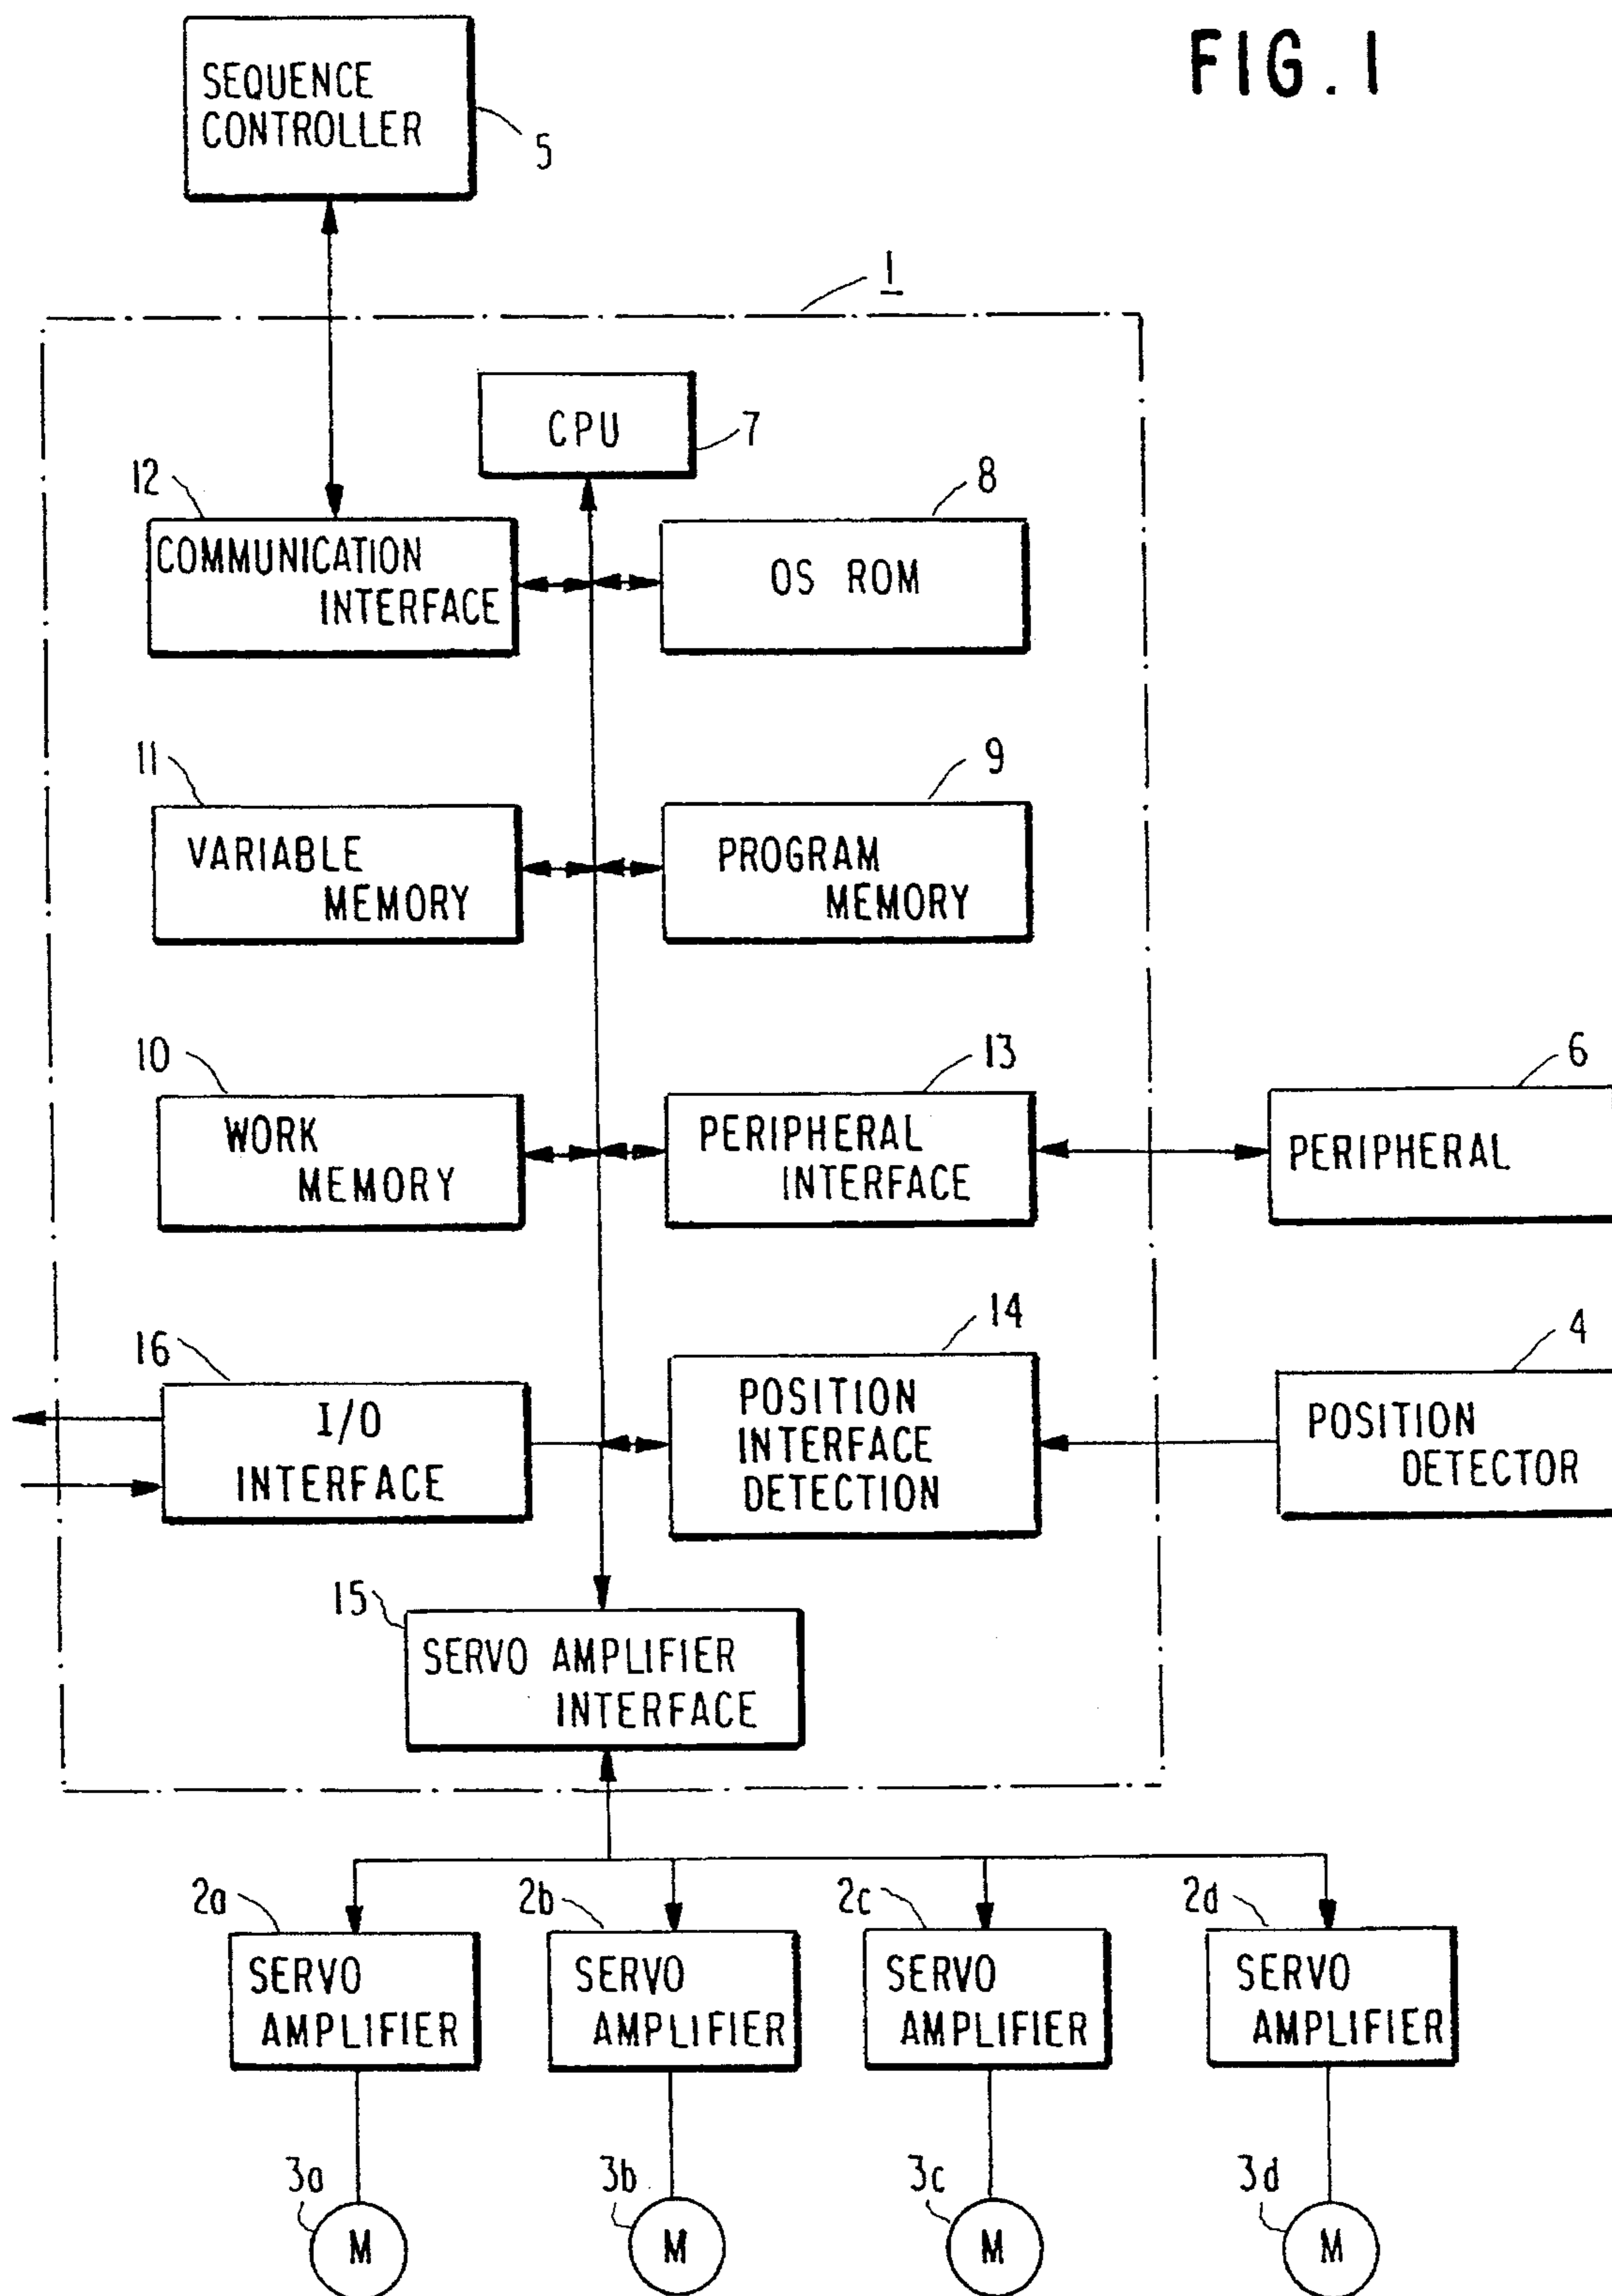 FIG. 1
SEQUENCE
CONTROLLER
5
1
CPU
7
12
COMMUNICATION
INTERFACE
8
OS ROM
11
VARIABLE
MEMORY
9
PROGRAM
MEMORY
10
WORK
MEMORY
13
PERIPHERAL
INTERFACE
6
PERIPHERAL
16
I/O
INTERFACE
14
POSITION
INTERFACE
DETECTION
4
POSITION
DETECTOR
15
SERVO AMPLIFIER
INTERFACE
2a
SERVO
AMPLIFIER
2b
SERVO
AMPLIFIER
2c
SERVO
AMPLIFIER
2d
SERVO
AMPLIFIER
3a
M
3b
M
3c
M
3d
M